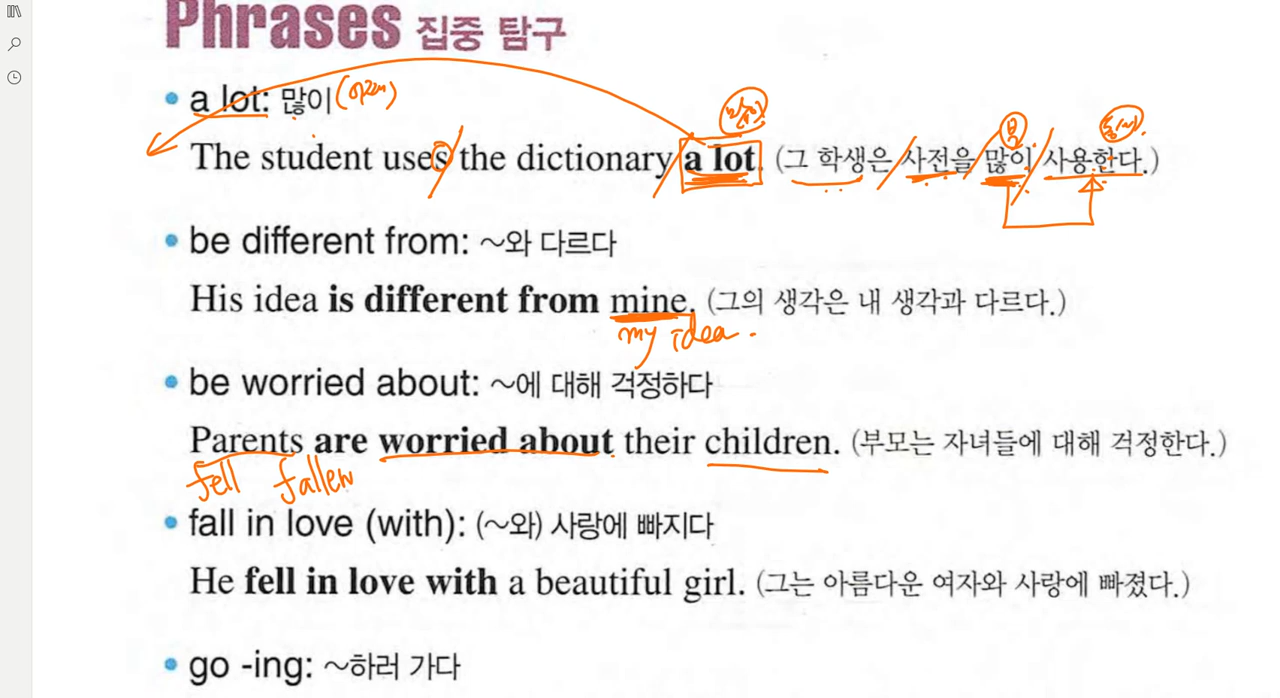 Phrases 집중 탐구
a lot: 많이
The student uses the dictionary a lot. (그 학생은 사전을 많이 사용한다.)
be different from: ~와 다르다
His idea is different from mine. (그의 생각은 내 생각과 다르다.)
my idea.
be worried about: ~에 대해 걱정하다
Parents are worried about their children. (부모는 자녀들에 대해 걱정한다.)
fell fallen
fall in love (with): (~와) 사랑에 빠지다
He fell in love with a beautiful girl. (그는 아름다운 여자와 사랑에 빠졌다.)
go -ing: ~하러 가다